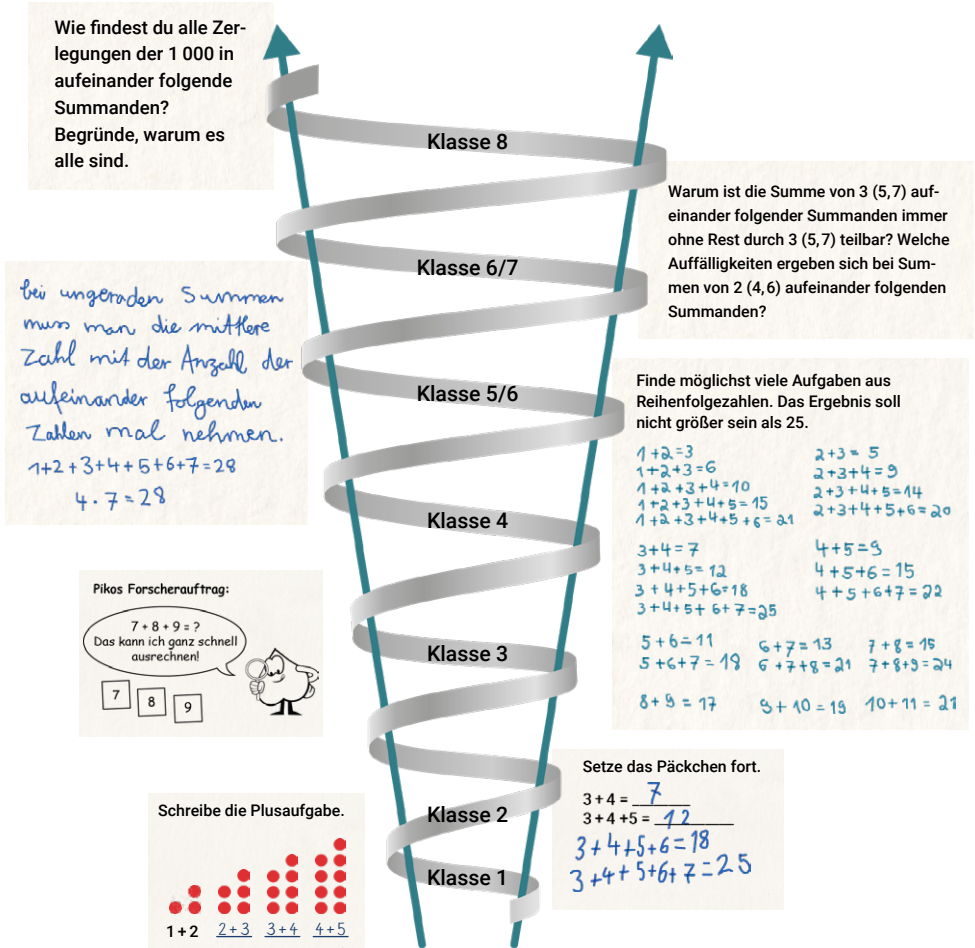 Wie findest du alle Zer-
legungen der 1 000 in
aufeinander folgende
Summanden?
Begründe, warum es
alle sind.
Klasse 8
Warum ist die Summe von 3 (5,7) auf-
einander folgender Summanden immer
ohne Rest durch 3 (5,7) teilbar? Welche
Auffälligkeiten ergeben sich bei Sum-
men von 2 (4,6) aufeinander folgenden
Summanden?
Klasse 6/7
bei ungeraden Summen
muss man die mittlere
Zahl mit der Anzahl der
aufeinander folgenden
Zahlen mal nehmen.
1+2+3+4+5+6+7=28
4·7=28
Klasse 5/6
Finde möglichst viele Aufgaben aus
Reihenfolgezahlen. Das Ergebnis soll
nicht größer sein als 25.
1+2=3
1+2+3=6
1+2+3+4=10
1+2+3+4+5=15
1+2+3+4+5+6=21
2+3=5
2+3+4=9
2+3+4+5=14
2+3+4+5+6=20
3+4=7
3+4+5=12
3+4+5+6=18
3+4+5+6+7=25
4+5=9
4+5+6=15
4+5+6+7=22
5+6=11
5+6+7=18
6+7=13
6+7+8=21
7+8=15
7+8+9=24
8+9=17
9+10=19
10+11=21
Klasse 4
Pikos Forscherauftrag:
7 + 8 + 9 = ?
Das kann ich ganz schnell
ausrechnen!
7
8
9
Klasse 3
Setze das Päckchen fort.
3 + 4 = 7
3 + 4 +5 = 12
3+4+5+6=18
3+4+5+6+7=25
Klasse 2
Schreibe die Plusaufgabe.
1 + 2
2 + 3
3 + 4
4 + 5
Klasse 1